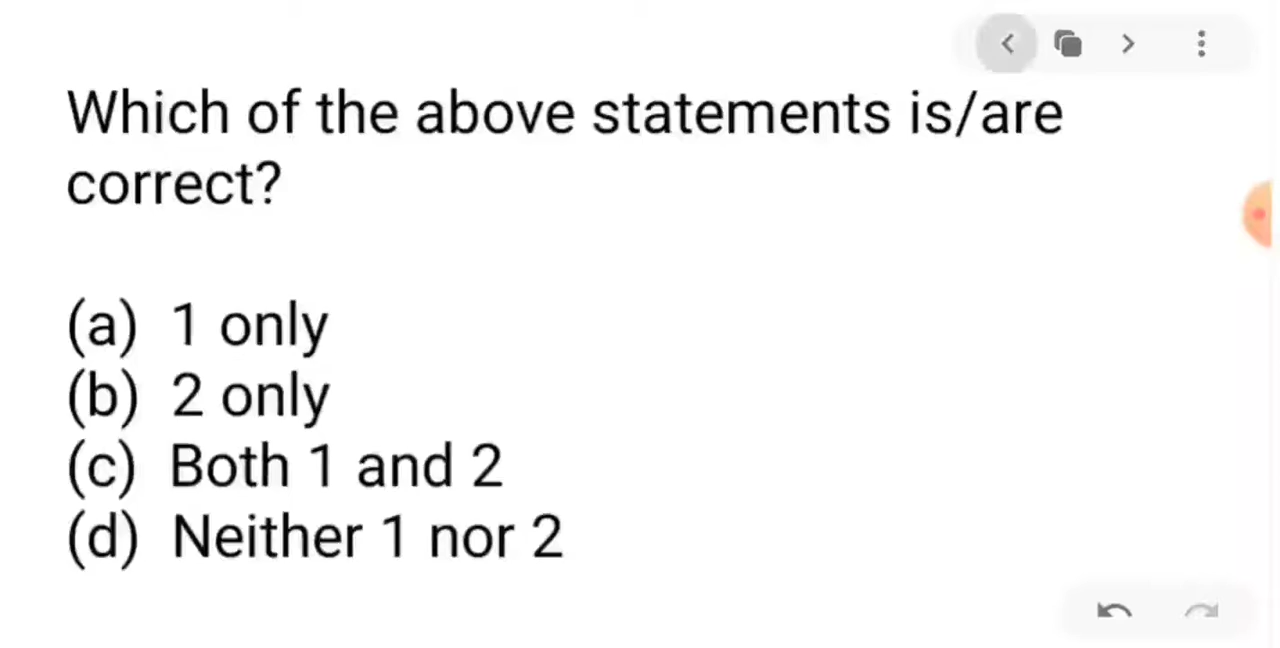 Which of the above statements is/are
correct?
(a) 1 only
(b) 2 only
(c) Both 1 and 2
(d) Neither 1 nor 2